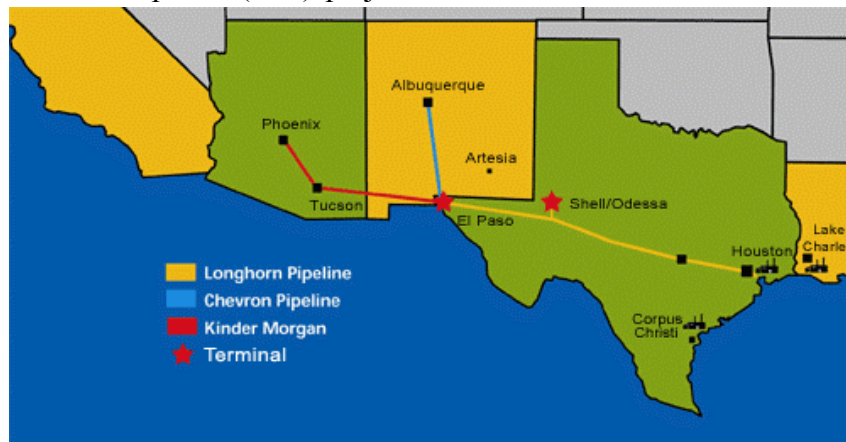 Albuquerque
Phoenix
Artesia
Tucson
El Paso
Shell/Odessa
Houston
Lake
Charle
Corpus
Christi
Longhorn Pipeline
Chevron Pipeline
Kinder Morgan
Terminal